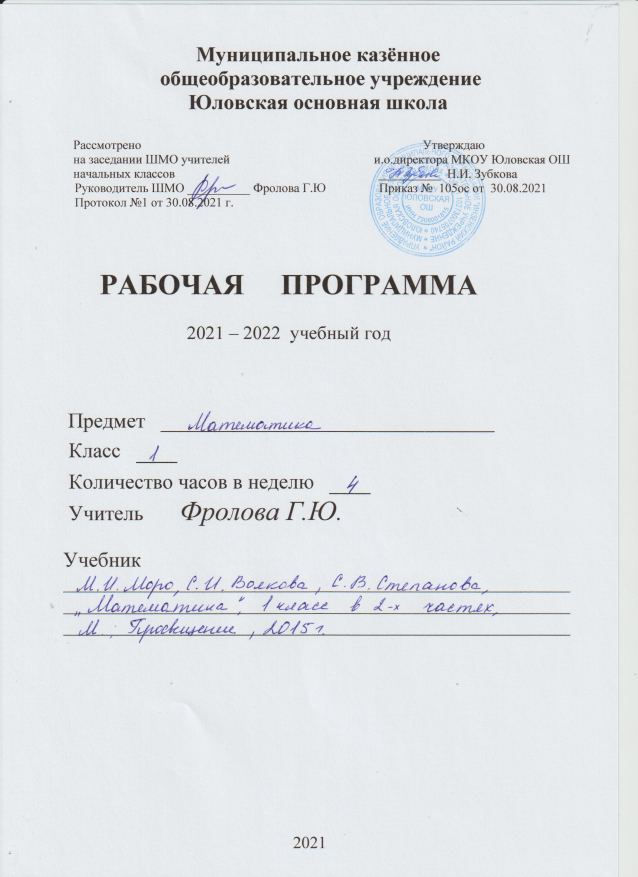 Муниципальное казённое
общеобразовательное учреждение
Юловская основная школа
Рассмотрено Утверждаю
на заседании ШМО учителей и.о.директора МКОУ Юловская ОШ
начальных классов Н.И. Зубкова
Руководитель ШМО Фролова Г.Ю Приказ № 105ос от 30.08.2021
Протокол №1 от 30.08.2021 г.
ЮЛОВСКАЯ
ОШ
РАБОЧАЯ ПРОГРАММА
2021 – 2022 учебный год
Предмет Математика
Класс 1
Количество часов в неделю 4
Учитель Фролова Г.Ю.
Учебник
М.И.Моро, С.И.Волкова, С.В.Степанова,
„Математика“, 1 класс в 2-х частях,
М.: Просвещение, 2015 г.
2021